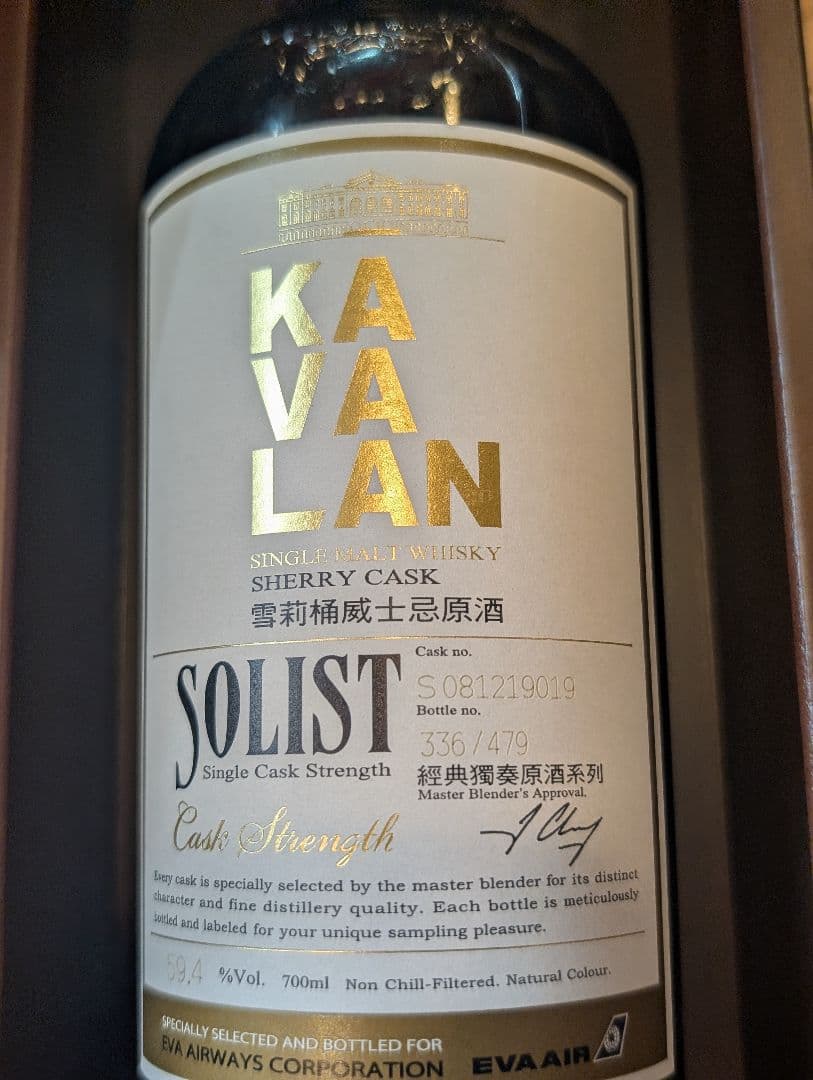 KA
VA
LAN
SINGLE MALT WHISKY
SHERRY CASK
雪莉桶威士忌原酒
SOLIST
Single Cask Strength
Cask no.
S081219019
Bottle no.
336/479
經典獨奏原酒系列
Master Blender's Approval.
Cask Strength
Every cask is specially selected by the master blender for its distinct
character and fine distillery quality. Each bottle is meticulously
bottled and labeled for your unique sampling pleasure.
59.4 %Vol. 700ml Non Chill-Filtered. Natural Colour.
SPECIALLY SELECTED AND BOTTLED FOR
EVA AIRWAYS CORPORATION EVA AIR